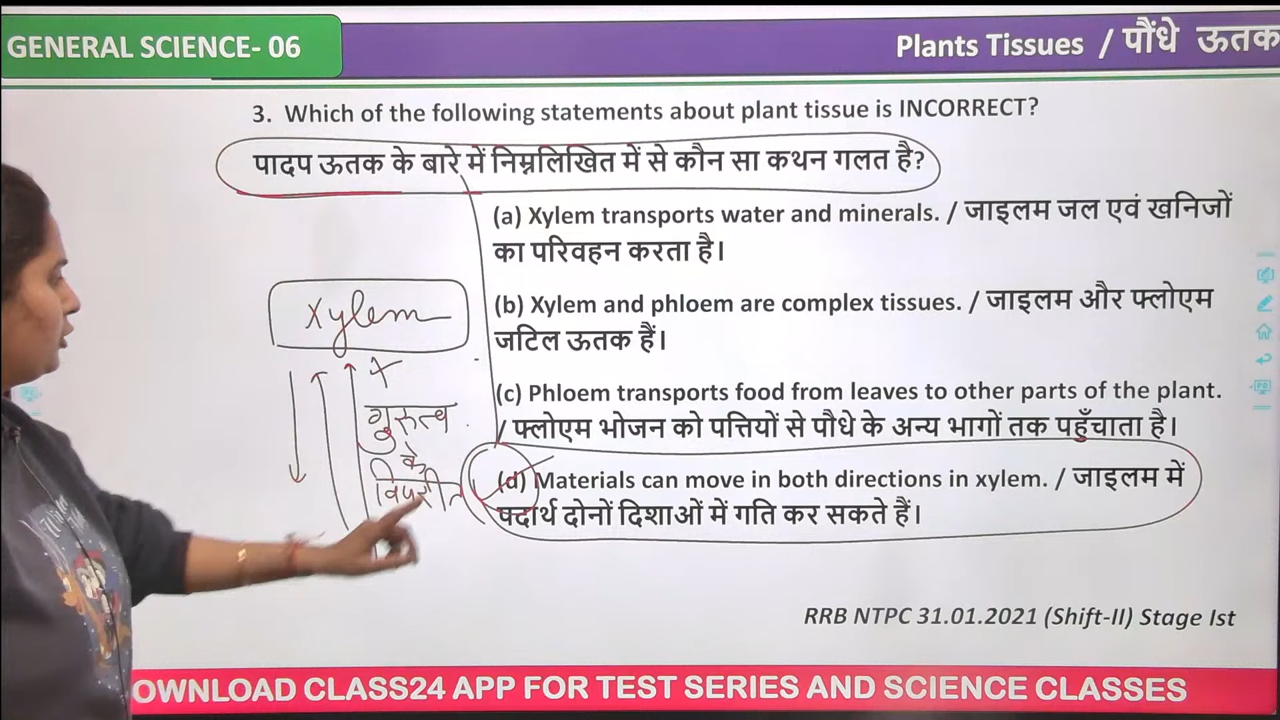 GENERAL SCIENCE- 06
Plants Tissues / पौंधे ऊतक
3. Which of the following statements about plant tissue is INCORRECT?
पादप ऊतक के बारे में निम्नलिखित में से कौन सा कथन गलत है?
(a) Xylem transports water and minerals. / जाइलम जल एवं खनिजों
का परिवहन करता है।
(b) Xylem and phloem are complex tissues. / जाइलम और फ्लोएम
जटिल ऊतक हैं।
(c) Phloem transports food from leaves to other parts of the plant.
/ फ्लोएम भोजन को पत्तियों से पौधे के अन्य भागों तक पहुँचाता है।
(d) Materials can move in both directions in xylem. / जाइलम में
पदार्थ दोनों दिशाओं में गति कर सकते हैं।
Xylem
गुरुत्व
के
विपरीत
RRB NTPC 31.01.2021 (Shift-II) Stage Ist
OWNLOAD CLASS24 APP FOR TEST SERIES AND SCIENCE CLASSES